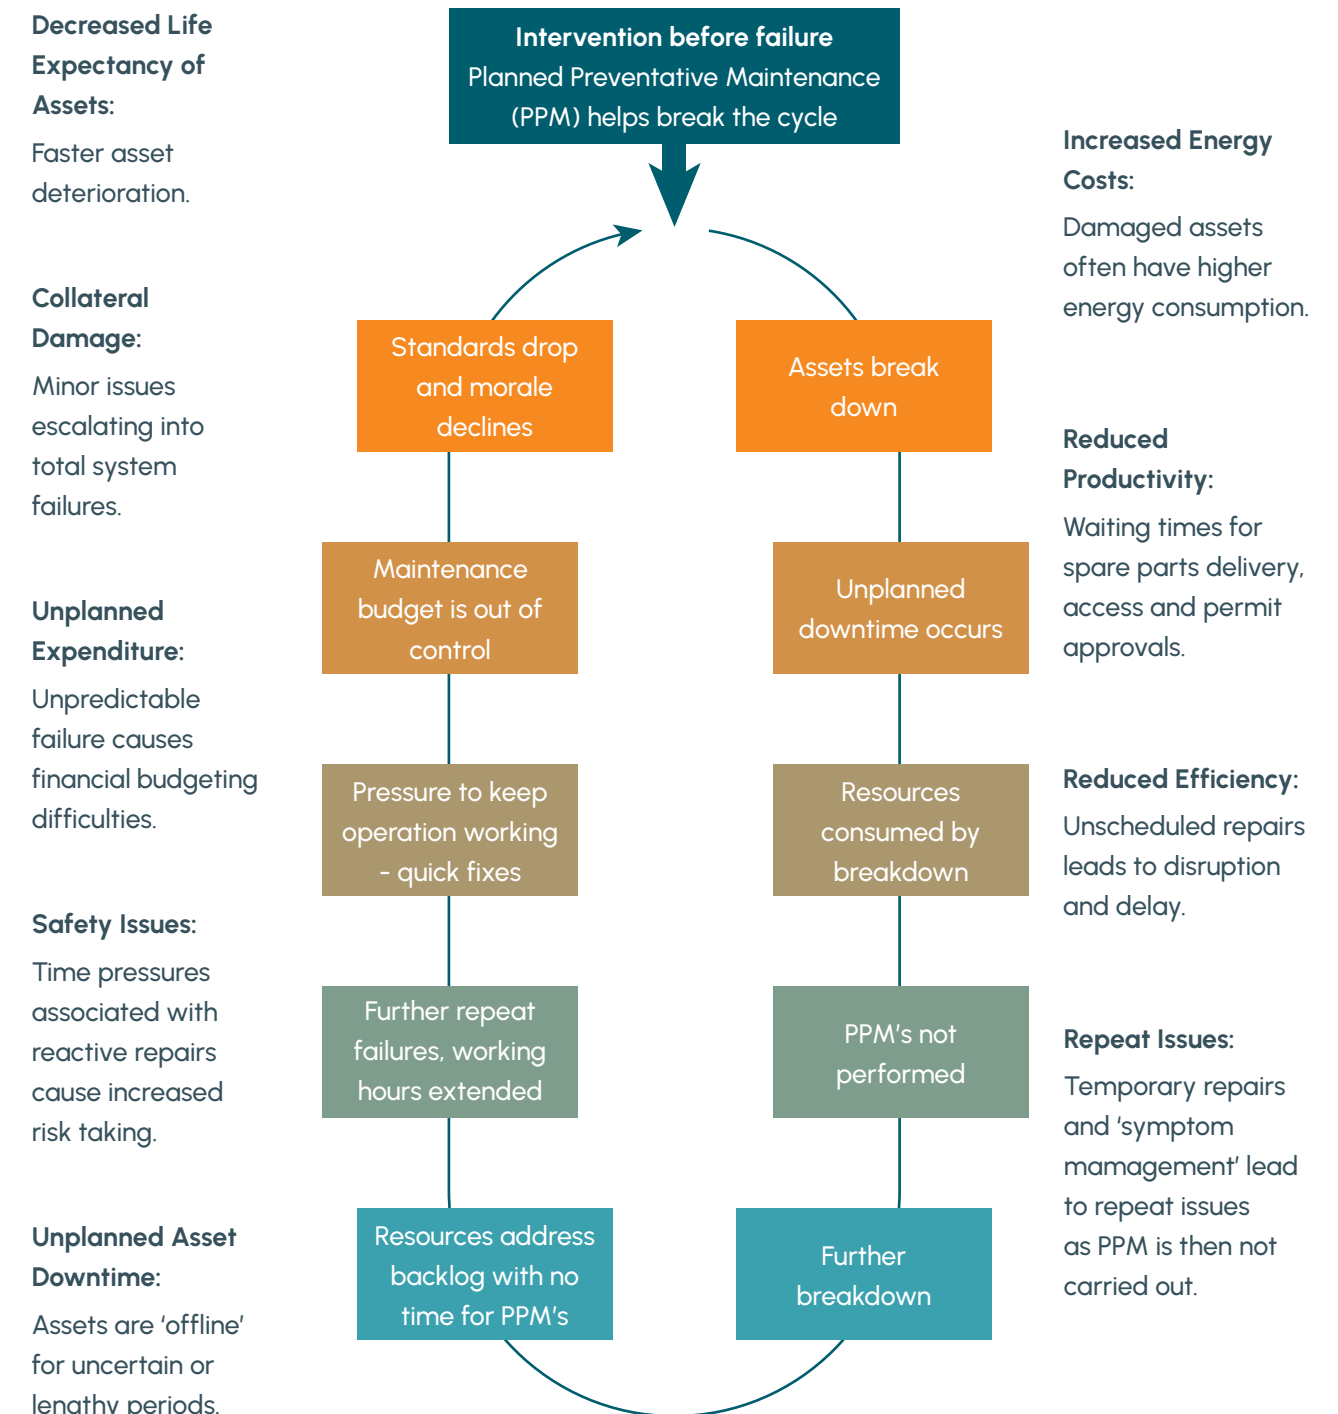 Decreased Life
Expectancy of
Assets:
Faster asset
deterioration.
Collateral
Damage:
Minor issues
escalating into
total system
failures.
Unplanned
Expenditure:
Unpredictable
failure causes
financial budgeting
difficulties.
Safety Issues:
Time pressures
associated with
reactive repairs
cause increased
risk taking.
Unplanned Asset
Downtime:
Assets are ‘offline’
for uncertain or
lengthy periods.
Intervention before failure
Planned Preventative Maintenance
(PPM) helps break the cycle
Assets break
down
Unplanned
downtime occurs
Resources
consumed by
breakdown
PPM’s not
performed
Further
breakdown
Resources address
backlog with no
time for PPM’s
Further repeat
failures, working
hours extended
Pressure to keep
operation working
- quick fixes
Maintenance
budget is out of
control
Standards drop
and morale
declines
Increased Energy
Costs:
Damaged assets
often have higher
energy consumption.
Reduced
Productivity:
Waiting times for
spare parts delivery,
access and permit
approvals.
Reduced Efficiency:
Unscheduled repairs
leads to disruption
and delay.
Repeat Issues:
Temporary repairs
and ‘symptom
mamagement’ lead
to repeat issues
as PPM is then not
carried out.